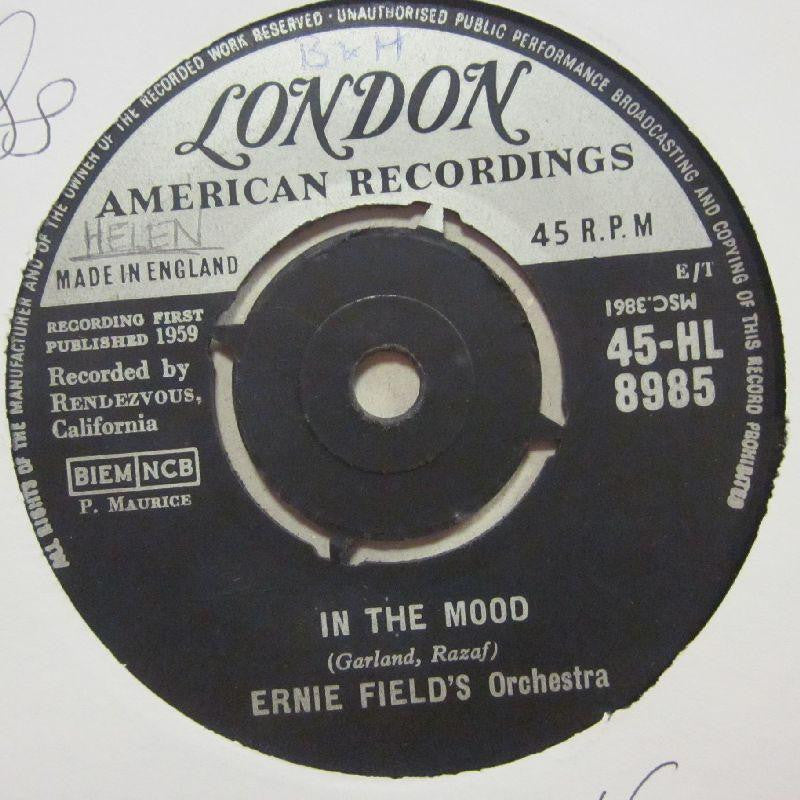 ALL RIGHTS OF THE MANUFACTURER AND OF THE OWNER OF THE RECORDED WORK RESERVED · UNAUTHORISED PUBLIC PERFORMANCE BROADCASTING AND COPYING OF THIS RECORD PROHIBITED
B & H
LONDON
AMERICAN RECORDINGS
HELEN
45 R.P.M
MADE IN ENGLAND
E/T
RECORDING FIRST
PUBLISHED 1959
MSC.3861
45-HL
8985
Recorded by
RENDEZVOUS,
California
BIEM NCB
P. MAURICE
IN THE MOOD
(Garland, Razaf)
ERNIE FIELD'S Orchestra